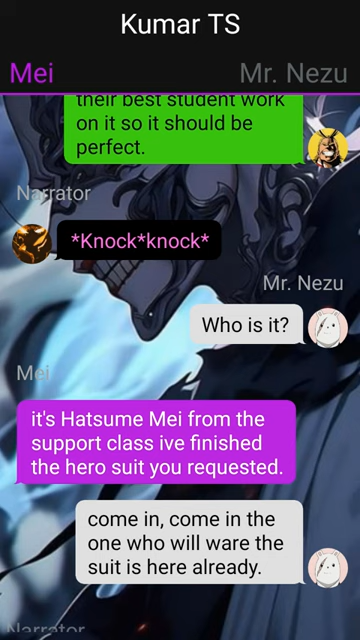 Kumar TS
Mei
Mr. Nezu
their best student work
on it so it should be
perfect.
Narrator
*Knock*knock*
Mr. Nezu
Who is it?
Mei
it's Hatsume Mei from the
support class ive finished
the hero suit you requested.
come in, come in the
one who will ware the
suit is here already.
Narrator